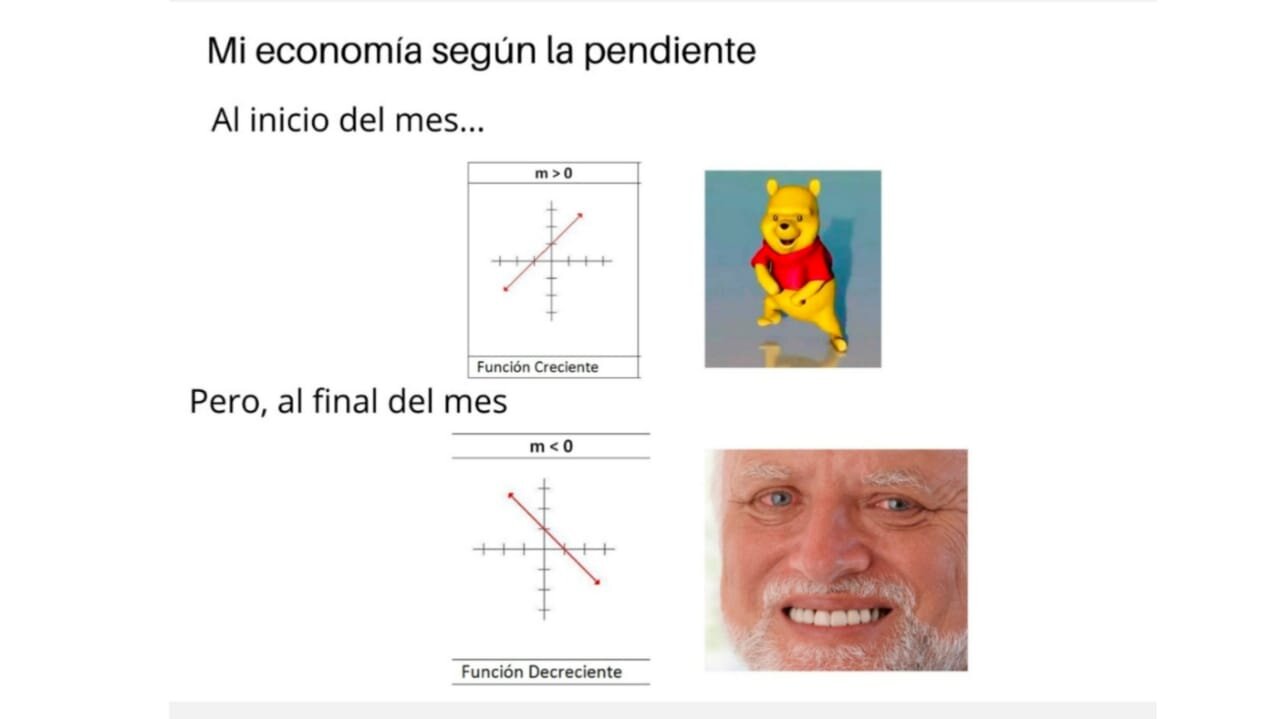 Mi economía según la pendiente
Al inicio del mes...
m > 0
Función Creciente
Pero, al final del mes
m < 0
Función Decreciente